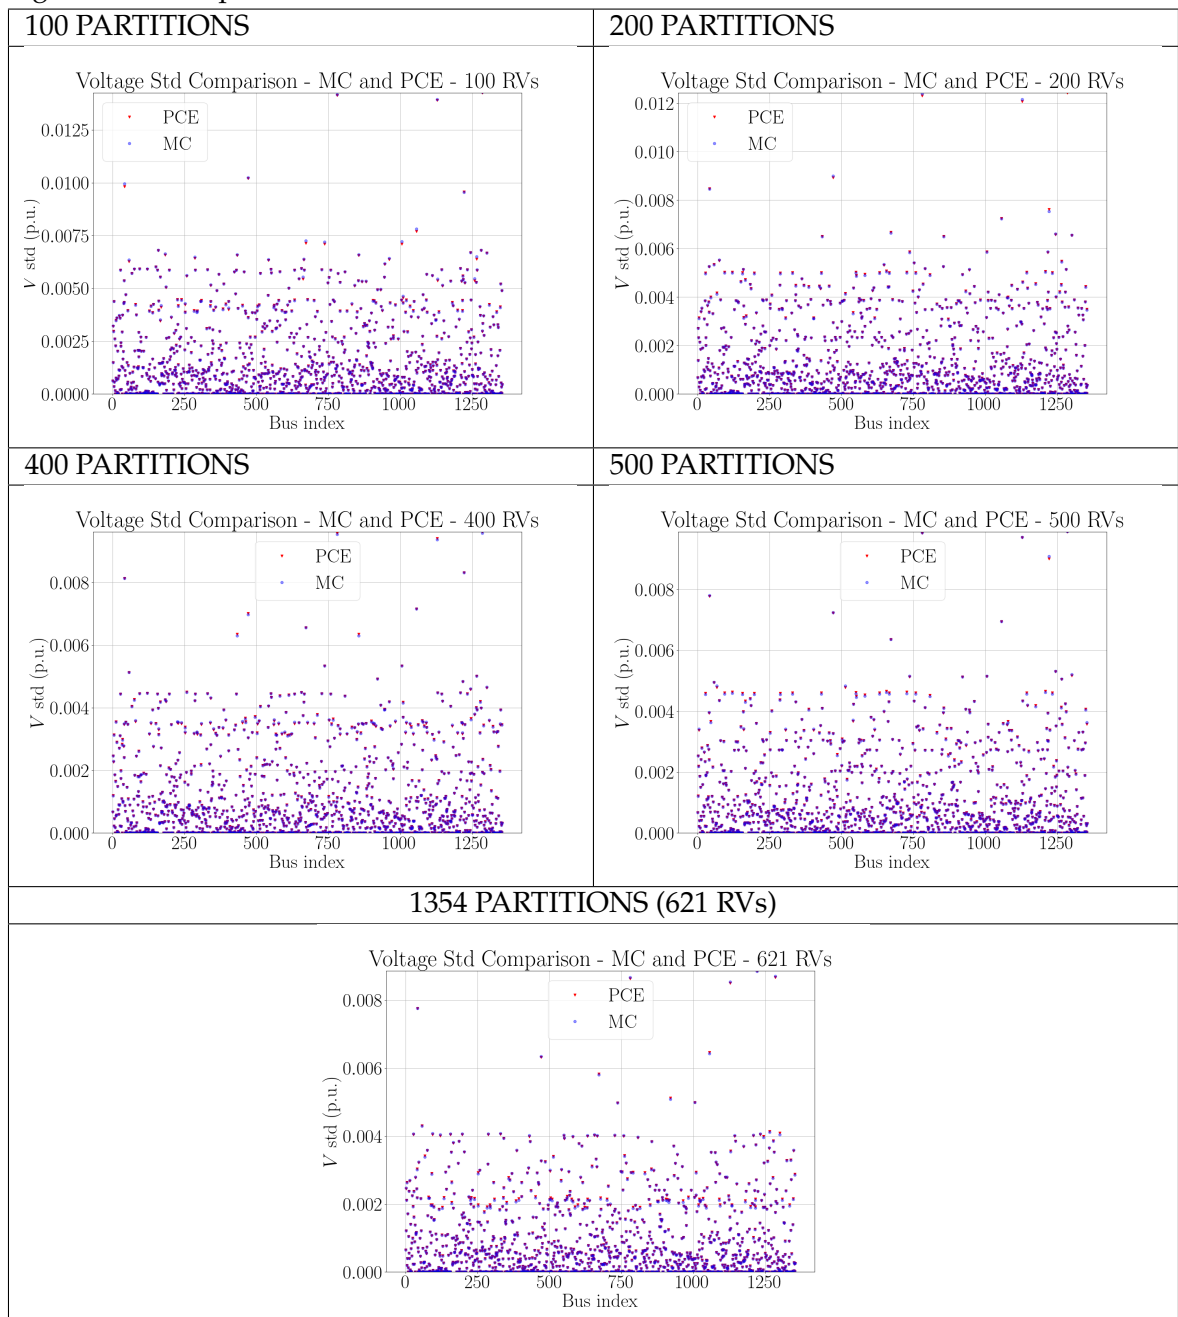 100 PARTITIONS
200 PARTITIONS
Voltage Std Comparison - MC and PCE - 100 RVs
PCE
MC
0.0125
0.0100
0.0075
0.0050
0.0025
0.0000
V std (p.u.)
0 250 500 750 1000 1250
Bus index
Voltage Std Comparison - MC and PCE - 200 RVs
PCE
MC
0.012
0.010
0.008
0.006
0.004
0.002
0.000
V std (p.u.)
0 250 500 750 1000 1250
Bus index
400 PARTITIONS
500 PARTITIONS
Voltage Std Comparison - MC and PCE - 400 RVs
PCE
MC
0.008
0.006
0.004
0.002
0.000
V std (p.u.)
0 250 500 750 1000 1250
Bus index
Voltage Std Comparison - MC and PCE - 500 RVs
PCE
MC
0.008
0.006
0.004
0.002
0.000
V std (p.u.)
0 250 500 750 1000 1250
Bus index
1354 PARTITIONS (621 RVs)
Voltage Std Comparison - MC and PCE - 621 RVs
PCE
MC
0.008
0.006
0.004
0.002
0.000
V std (p.u.)
0 250 500 750 1000 1250
Bus index